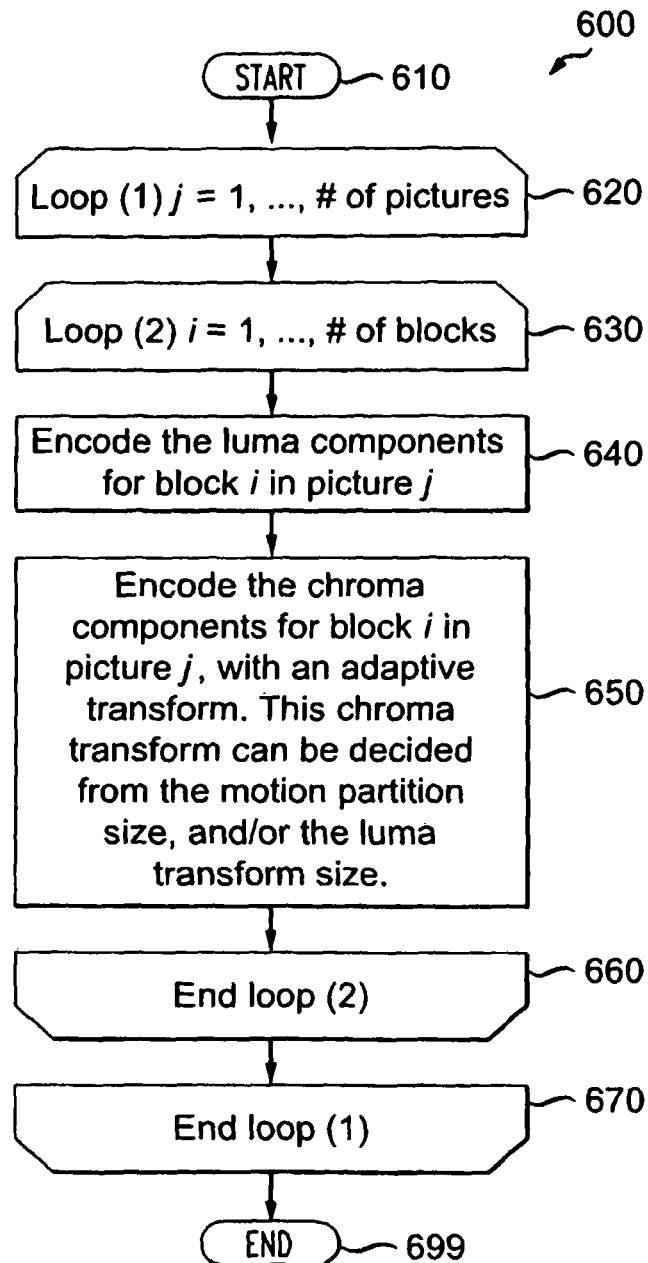 600
START 610
Loop (1) j = 1, ..., # of pictures 620
Loop (2) i = 1, ..., # of blocks 630
Encode the luma components
for block i in picture j
640
Encode the chroma
components for block i in
picture j, with an adaptive
transform. This chroma
transform can be decided
from the motion partition
size, and/or the luma
transform size.
650
End loop (2) 660
End loop (1) 670
END 699